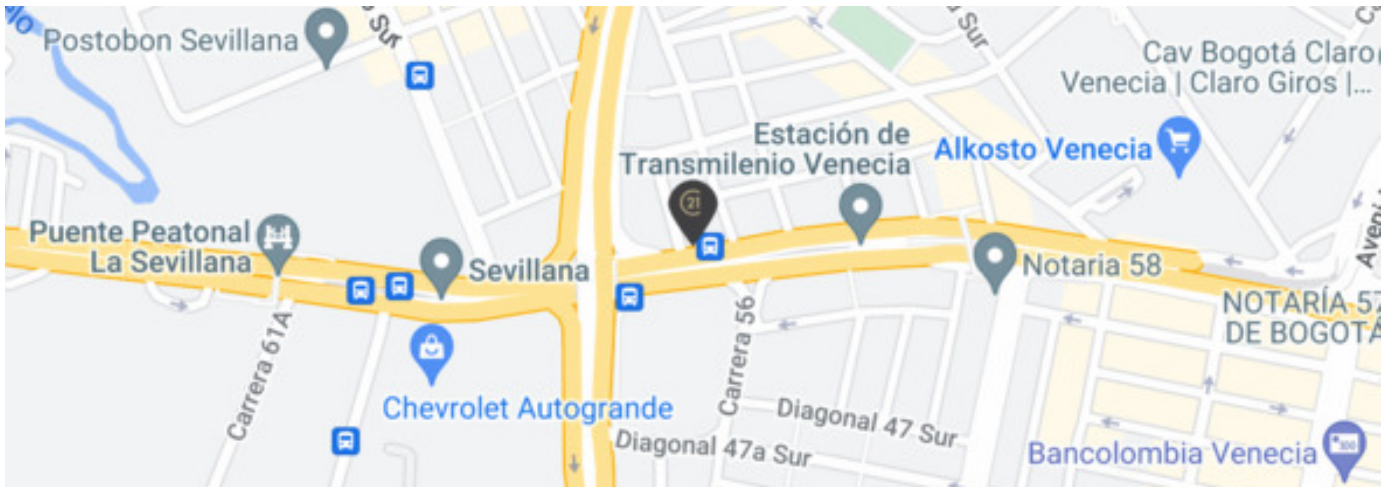 Postobon Sevillana
Sur
Sur
Cav Bogotá Claro
Venecia | Claro Giros |...
Estación de
Transmilenio Venecia
Alkosto Venecia
21
Puente Peatonal
La Sevillana
Sevillana
Notaria 58
NOTARÍA 57
DE BOGOTÁ
Carrera 61A
Carrera 56
Chevrolet Autogrande
Diagonal 47 Sur
Diagonal 47a Sur
Bancolombia Venecia